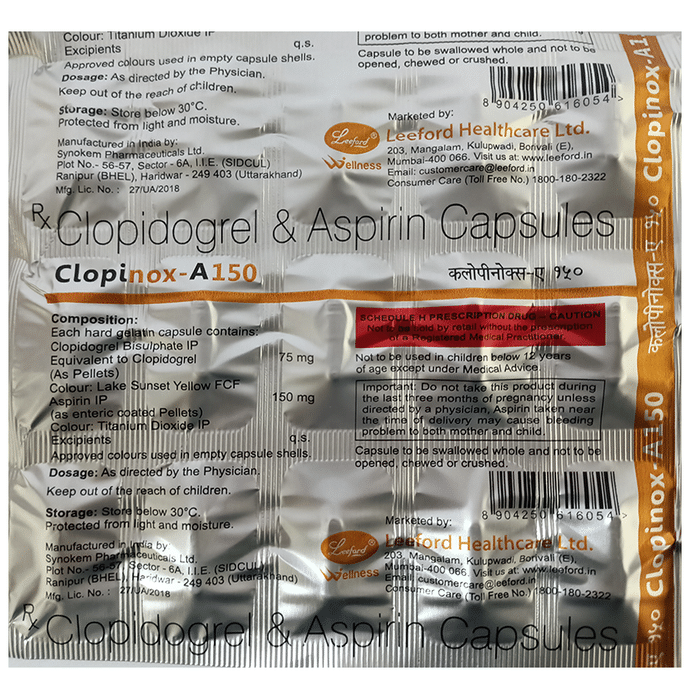 Colour: Titanium Dioxide IP
Excipients q.s.
Approved colours used in empty capsule shells.
Dosage: As directed by the Physician.
Keep out of the reach of children.
Storage: Store below 30°C.
Protected from light and moisture.
Manufactured in India by:
Synokem Pharmaceuticals Ltd.
Plot No.- 56-57, Sector - 6A, I.I.E. (SIDCUL)
Ranipur (BHEL), Haridwar - 249 403 (Uttarakhand)
Mfg. Lic. No.: 27/UA/2018
problem to both mother and child.
Capsule to be swallowed whole and not to be
opened, chewed or crushed.
8 904250 616054 >
Marketed by:
Leeford
Wellness
Leeford Healthcare Ltd.
203, Mangalam, Kulupwadi, Borivali (E),
Mumbai-400 066. Visit us at: www.leeford.in
Email: customercare@leeford.in
Consumer Care (Toll Free No.) 1800-180-2322
Rx Clopidogrel & Aspirin Capsules
Clopinox-A150 कलोपीनोक्स-ए १५०
Composition:
Each hard gelatin capsule contains:
Clopidogrel Bisulphate IP
Equivalent to Clopidogrel 75 mg
(As Pellets)
Colour: Lake Sunset Yellow FCF
Aspirin IP 150 mg
(as enteric coated Pellets)
Colour: Titanium Dioxide IP
Excipients q.s.
Approved colours used in empty capsule shells.
Dosage: As directed by the Physician.
Keep out of the reach of children.
Storage: Store below 30°C.
Protected from light and moisture.
Manufactured in India by:
Synokem Pharmaceuticals Ltd.
Plot No.- 56-57, Sector - 6A, I.I.E. (SIDCUL)
Ranipur (BHEL), Haridwar - 249 403 (Uttarakhand)
Mfg. Lic. No.: 27/UA/2018
SCHEDULE H PRESCRIPTION DRUG – CAUTION
Not to be sold by retail without the prescription
of a Registered Medical Practitioner.
Not to be used in children below 12 years
of age except under Medical Advice.
Important: Do not take this product during
the last three months of pregnancy unless
directed by a physician, Aspirin taken near
the time of delivery may cause bleeding
problem to both mother and child.
Capsule to be swallowed whole and not to be
opened, chewed or crushed.
8 904250 616054 >
Marketed by:
Leeford
Wellness
Leeford Healthcare Ltd.
203, Mangalam, Kulupwadi, Borivali (E),
Mumbai-400 066. Visit us at: www.leeford.in
Email: customercare@leeford.in
Consumer Care (Toll Free No.) 1800-180-2322
Rx Clopidogrel & Aspirin Capsules
Clopinox-A1
कलोपीनोक्स-ए १५०
Clopinox-A150
१५०